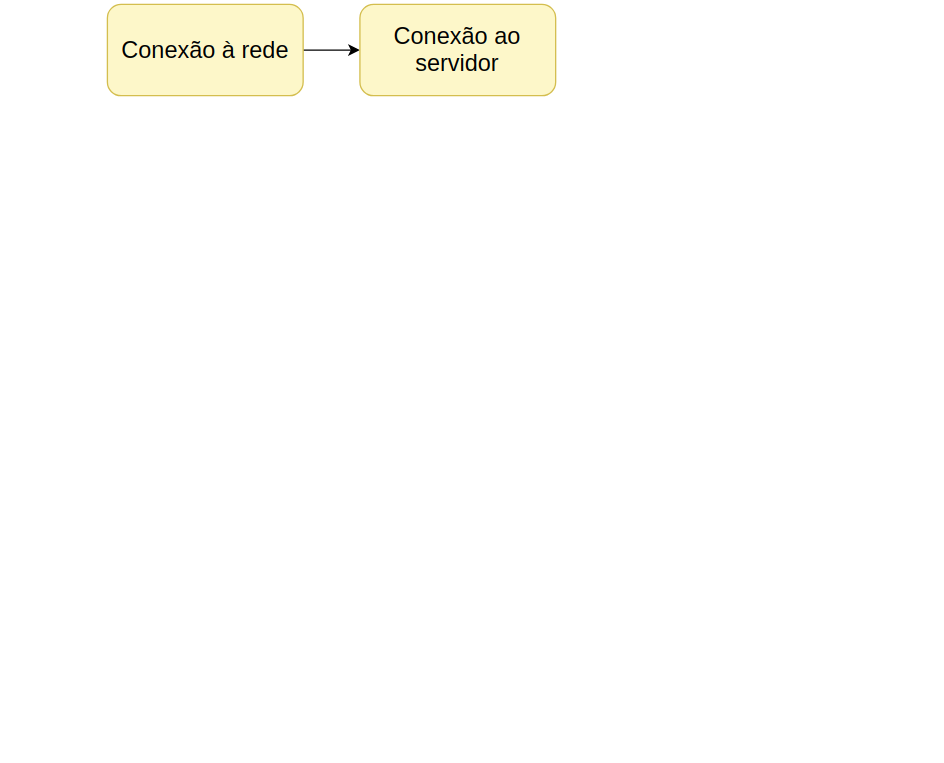 Conexão à rede
Conexão ao
servidor